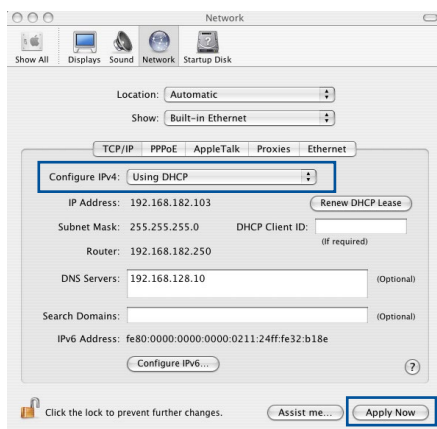 Network
Show All Displays Sound Network Startup Disk
Location: Automatic
Show: Built-in Ethernet
TCP/IP PPPoE AppleTalk Proxies Ethernet
Configure IPv4: Using DHCP
IP Address: 192.168.182.103 Renew DHCP Lease
Subnet Mask: 255.255.255.0 DHCP Client ID:
(If required)
Router: 192.168.182.250
DNS Servers: 192.168.128.10 (Optional)
Search Domains: (Optional)
IPv6 Address: fe80:0000:0000:0000:0211:24ff:fe32:b18e
Configure IPv6... ?
Click the lock to prevent further changes. Assist me... Apply Now